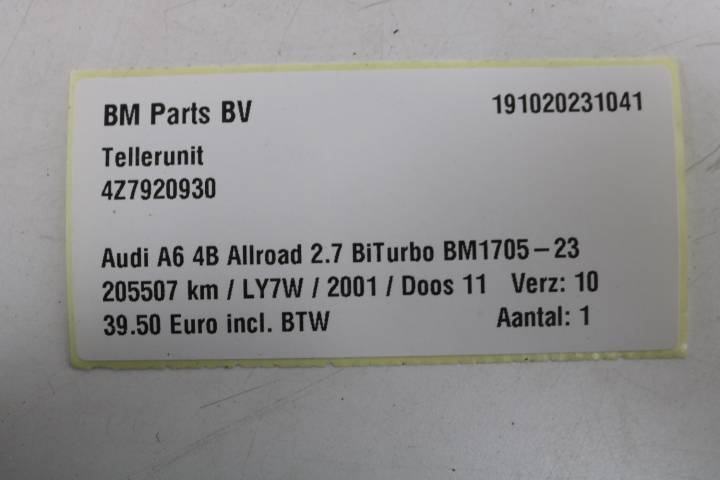 BM Parts BV 191020231041
Tellerunit
4Z7920930
Audi A6 4B Allroad 2.7 BiTurbo BM1705-23
205507 km / LY7W / 2001 / Doos 11 Verz: 10
39.50 Euro incl. BTW Aantal: 1